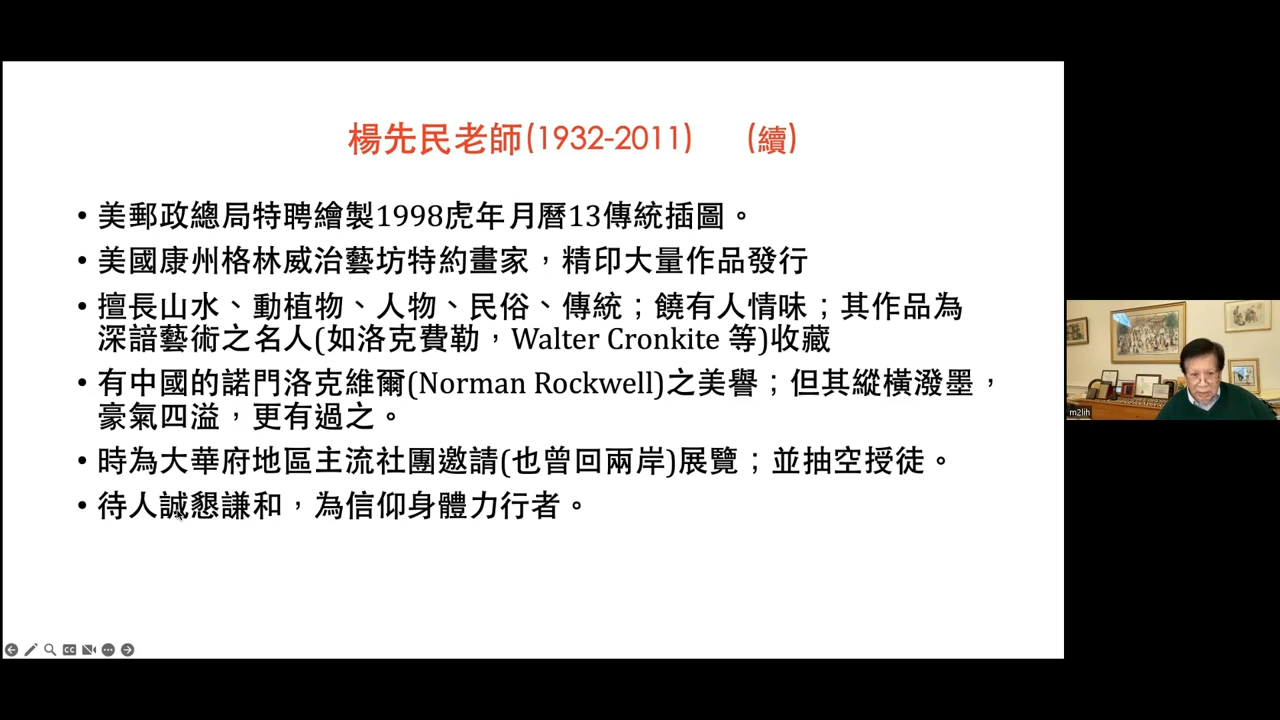 楊先民老師(1932-2011) (續)
• 美郵政總局特聘繪製1998虎年月曆13傳統插圖。
• 美國康州格林威治藝坊特約畫家，精印大量作品發行
• 擅長山水、動植物、人物、民俗、傳統；饒有人情味；其作品為
深諳藝術之名人(如洛克費勒，Walter Cronkite 等)收藏
• 有中國的諾門洛克維爾(Norman Rockwell)之美譽；但其縱橫潑墨，
豪氣四溢，更有過之。
• 時為大華府地區主流社團邀請(也曾回兩岸)展覽；並抽空授徒。
• 待人誠懇謙和，為信仰身體力行者。
m2lih
CC